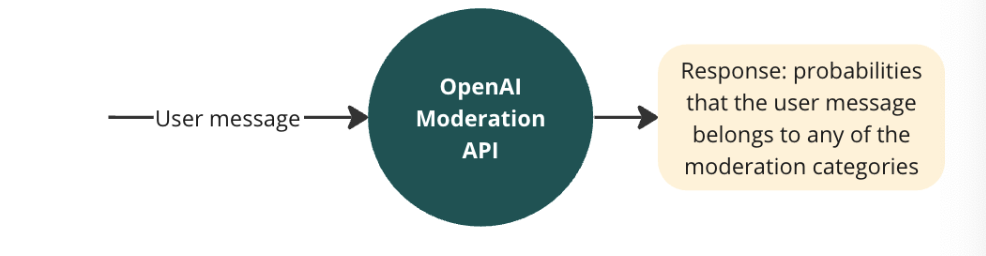 User message
OpenAI
Moderation
API
Response: probabilities
that the user message
belongs to any of the
moderation categories